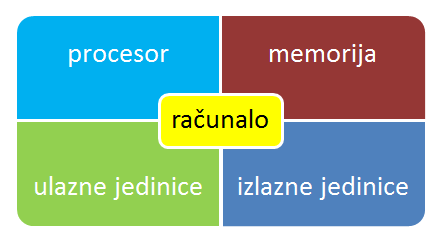 procesor
memorija
računalo
ulazne jedinice
izlazne jedinice